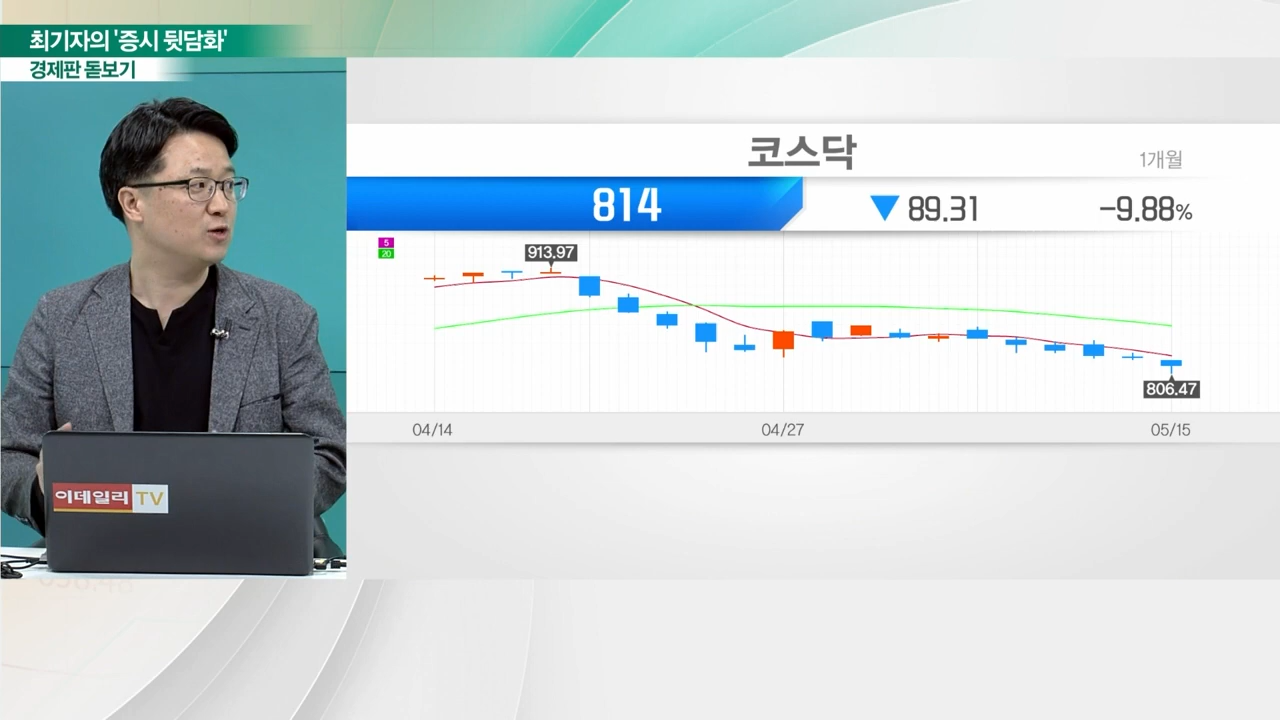 최기자의 '증시 뒷담화'
경제판 돋보기
코스닥
1개월
814
▼ 89.31
-9.88%
5
20
913.97
806.47
04/14
04/27
05/15
이데일리 TV